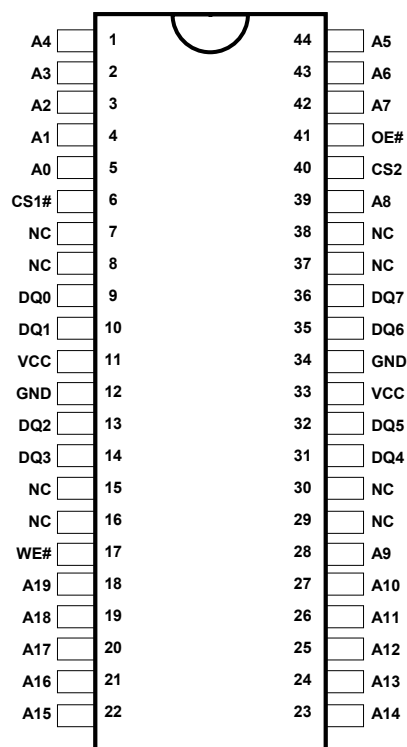 A4 1 44 A5
A3 2 43 A6
A2 3 42 A7
A1 4 41 OE#
A0 5 40 CS2
CS1# 6 39 A8
NC 7 38 NC
NC 8 37 NC
DQ0 9 36 DQ7
DQ1 10 35 DQ6
VCC 11 34 GND
GND 12 33 VCC
DQ2 13 32 DQ5
DQ3 14 31 DQ4
NC 15 30 NC
NC 16 29 NC
WE# 17 28 A9
A19 18 27 A10
A18 19 26 A11
A17 20 25 A12
A16 21 24 A13
A15 22 23 A14